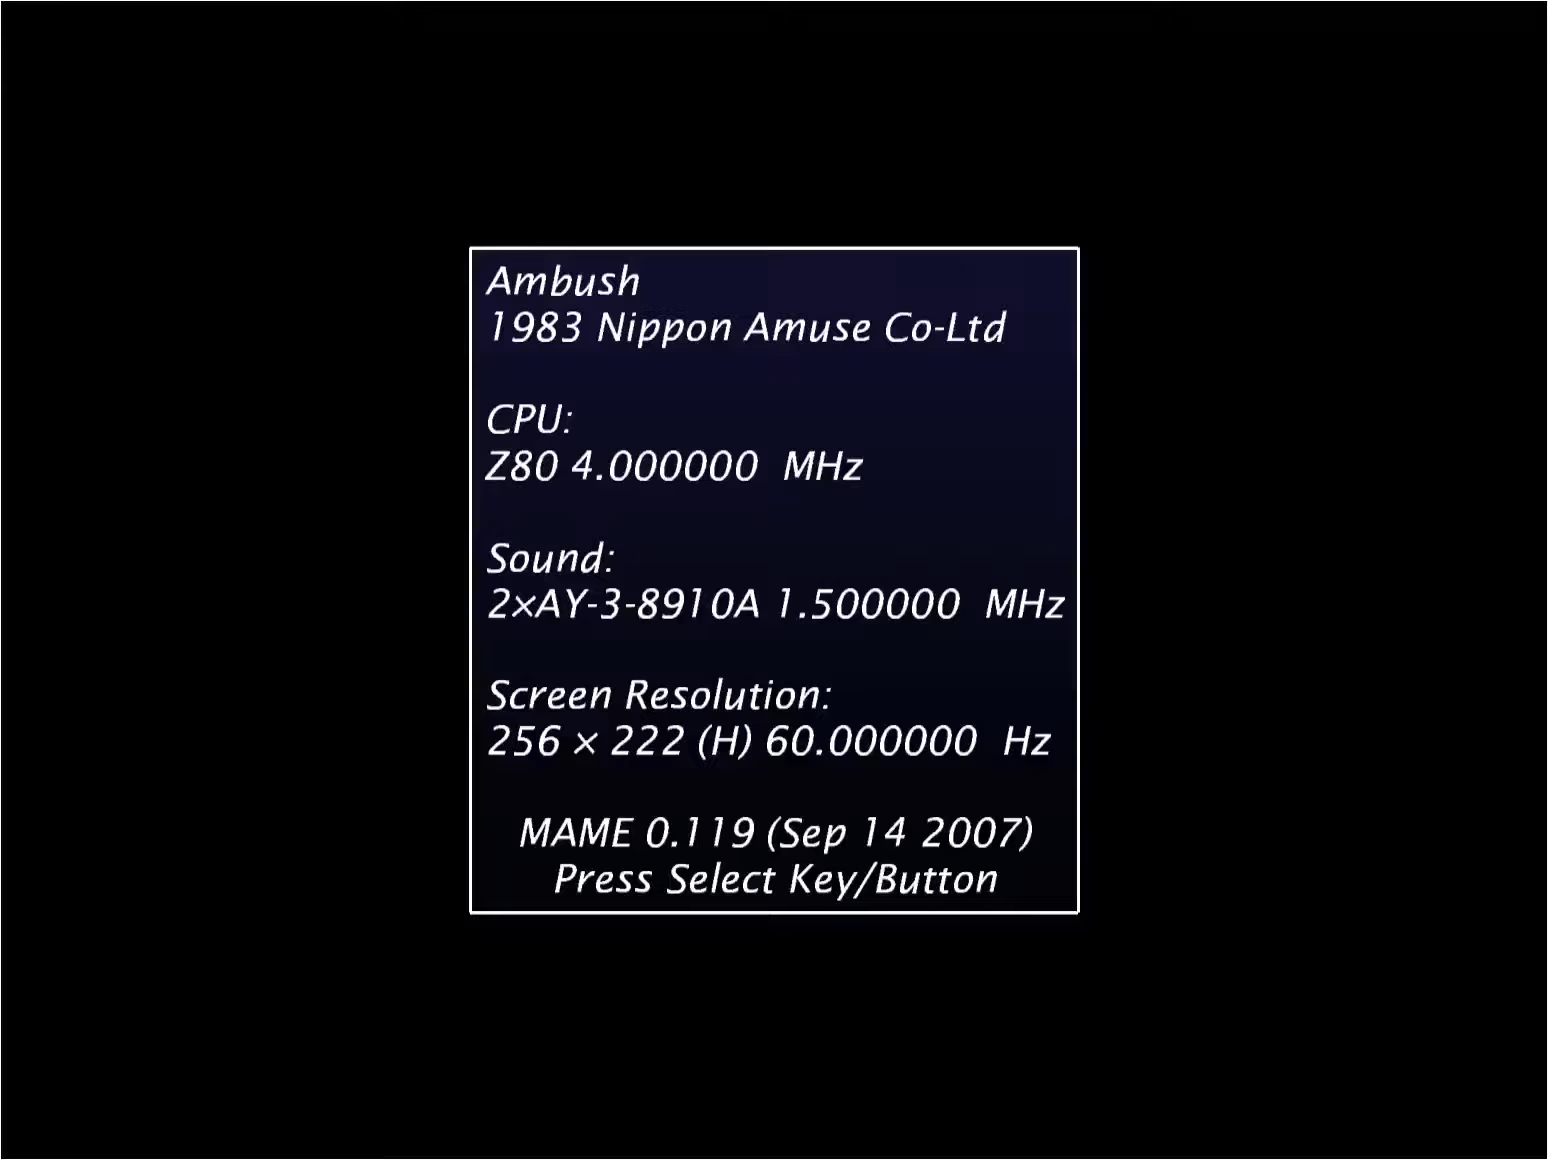 Ambush
1983 Nippon Amuse Co-Ltd
CPU:
Z80 4.000000  MHz
Sound:
2×AY-3-8910A 1.500000  MHz
Screen Resolution:
256 × 222 (H) 60.000000  Hz
MAME 0.119 (Sep 14 2007)
Press Select Key/Button